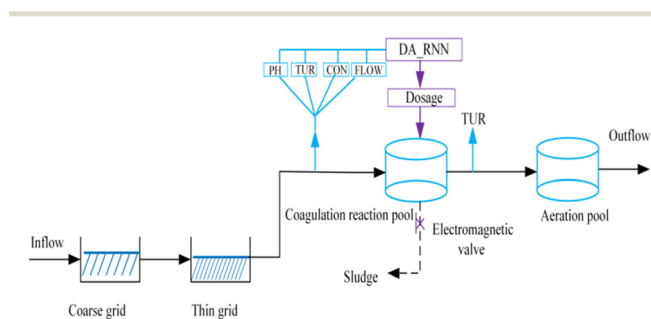 DA_RNN
PH TUR CON FLOW
Dosage
TUR
Outflow
Coagulation reaction pool
Electromagnetic
valve
Aeration pool
Inflow
Sludge
Coarse grid
Thin grid